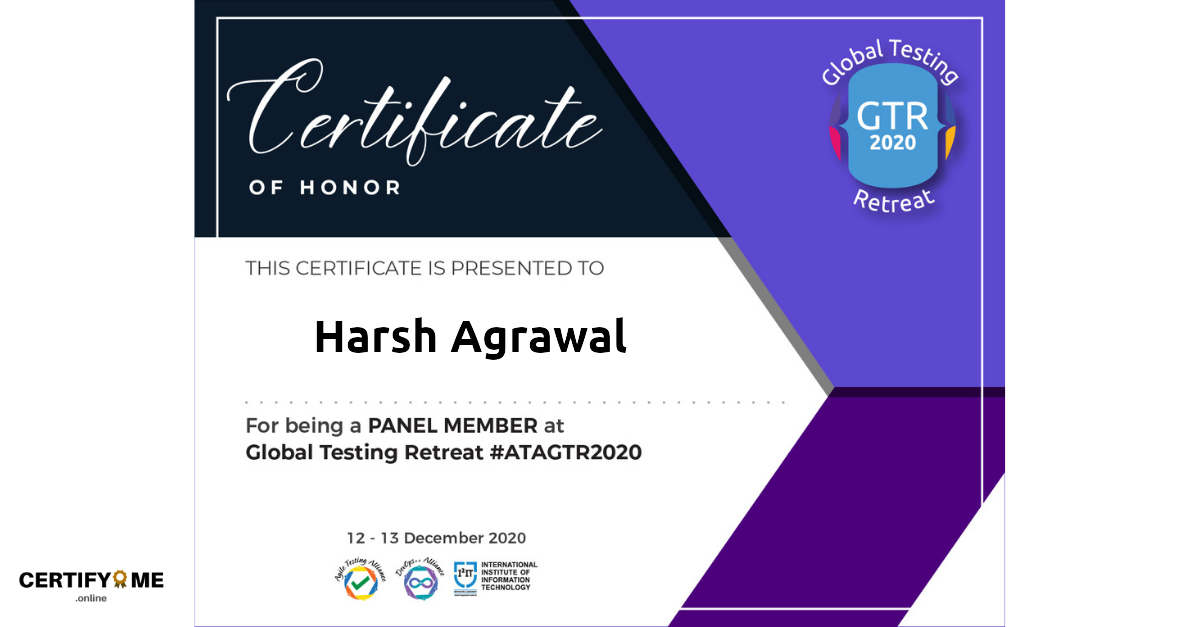 Certificate
OF HONOR
Global Testing
GTR
2020
Retreat
THIS CERTIFICATE IS PRESENTED TO
Harsh Agrawal
For being a PANEL MEMBER at
Global Testing Retreat #ATAGTR2020
12 - 13 December 2020
Agile Testing Alliance
DevOps++ Alliance
I²IT
INTERNATIONAL
INSTITUTE OF
INFORMATION
TECHNOLOGY
CERTIFYME
.online